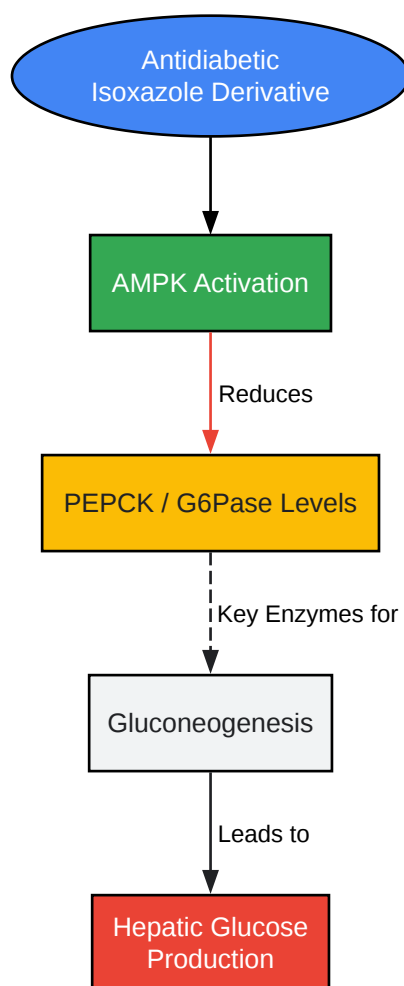 Antidiabetic
Isoxazole Derivative
AMPK Activation
Reduces
PEPCK / G6Pase Levels
Key Enzymes for
Gluconeogenesis
Leads to
Hepatic Glucose
Production